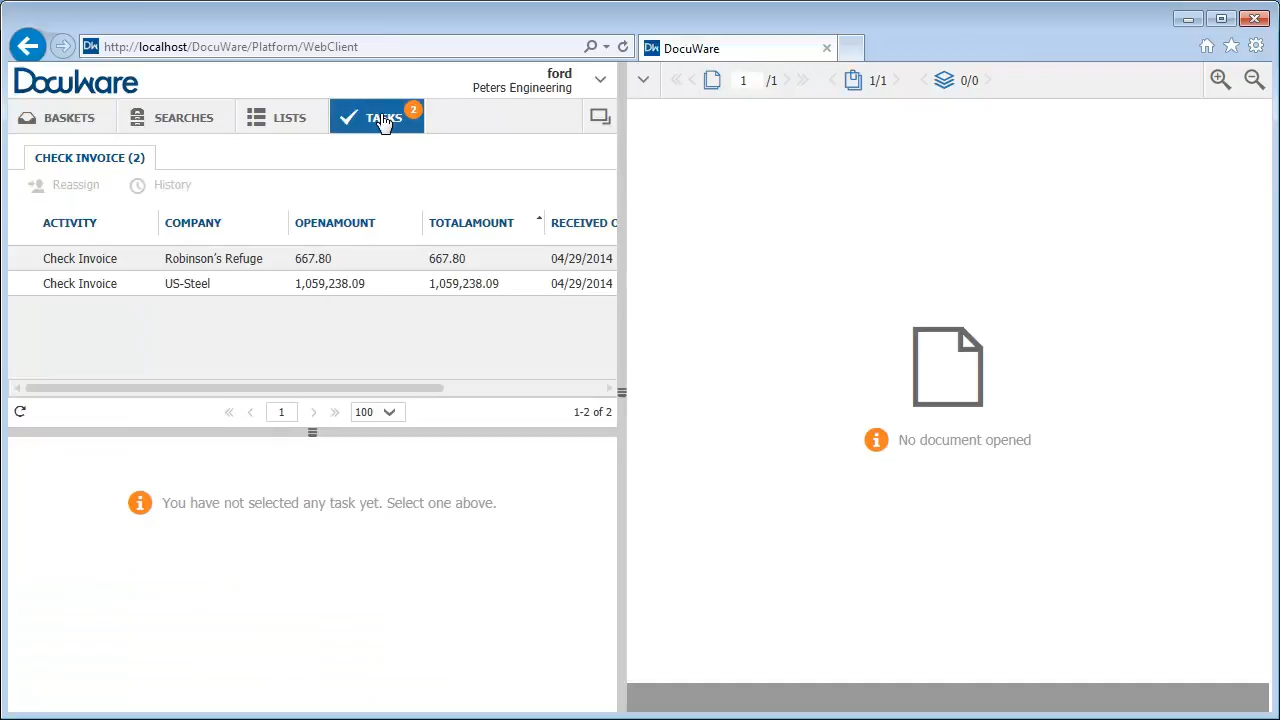 http://localhost/DocuWare/Platform/WebClient
DW DocuWare
DocuWare
ford
Peters Engineering
1 /1
1/1
0/0
BASKETS
SEARCHES
LISTS
TASKS
2
CHECK INVOICE (2)
Reassign
History
ACTIVITY COMPANY OPENAMOUNT TOTALAMOUNT RECEIVED O
Check Invoice Robinson's Refuge 667.80 667.80 04/29/2014
Check Invoice US-Steel 1,059,238.09 1,059,238.09 04/29/2014
1
100
1-2 of 2
You have not selected any task yet. Select one above.
No document opened